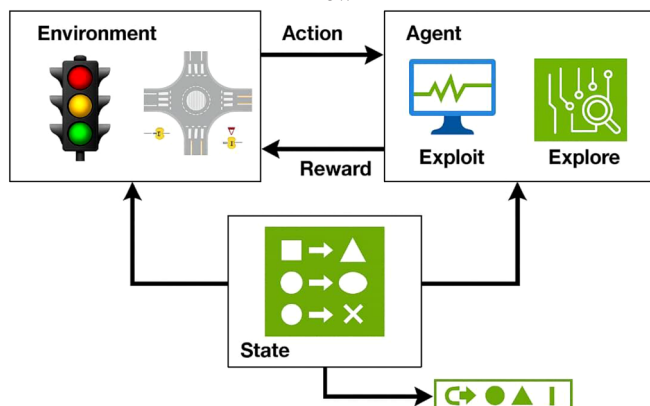 Environment
Action
Agent
Exploit
Explore
Reward
State